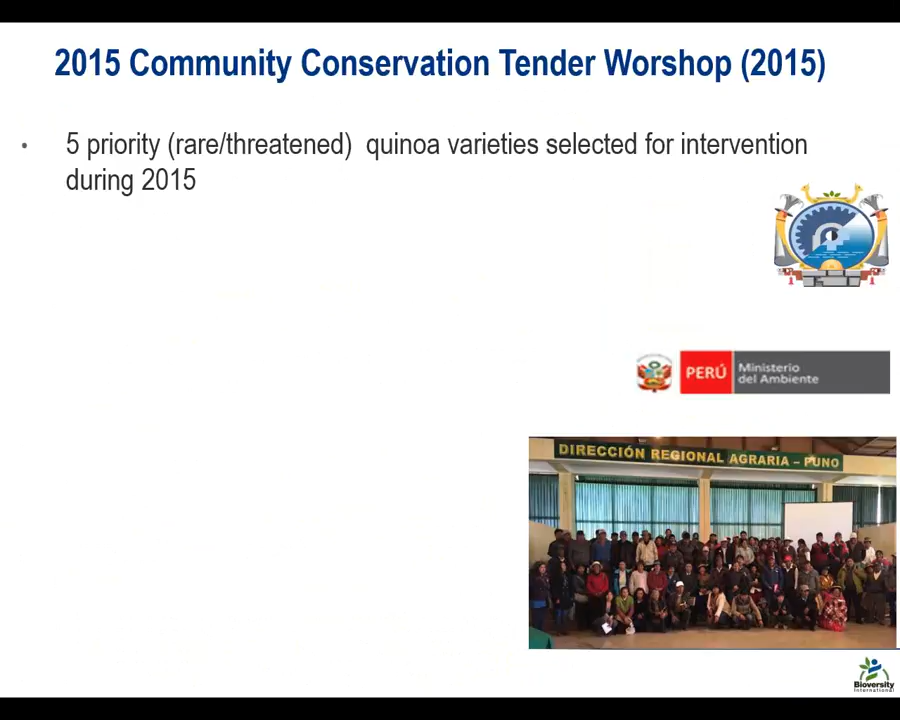 2015 Community Conservation Tender Worshop (2015)
• 5 priority (rare/threatened) quinoa varieties selected for intervention
during 2015
PERÚ
Ministerio
del Ambiente
DIRECCIÓN REGIONAL AGRARIA – PUNO
Bioversity
International